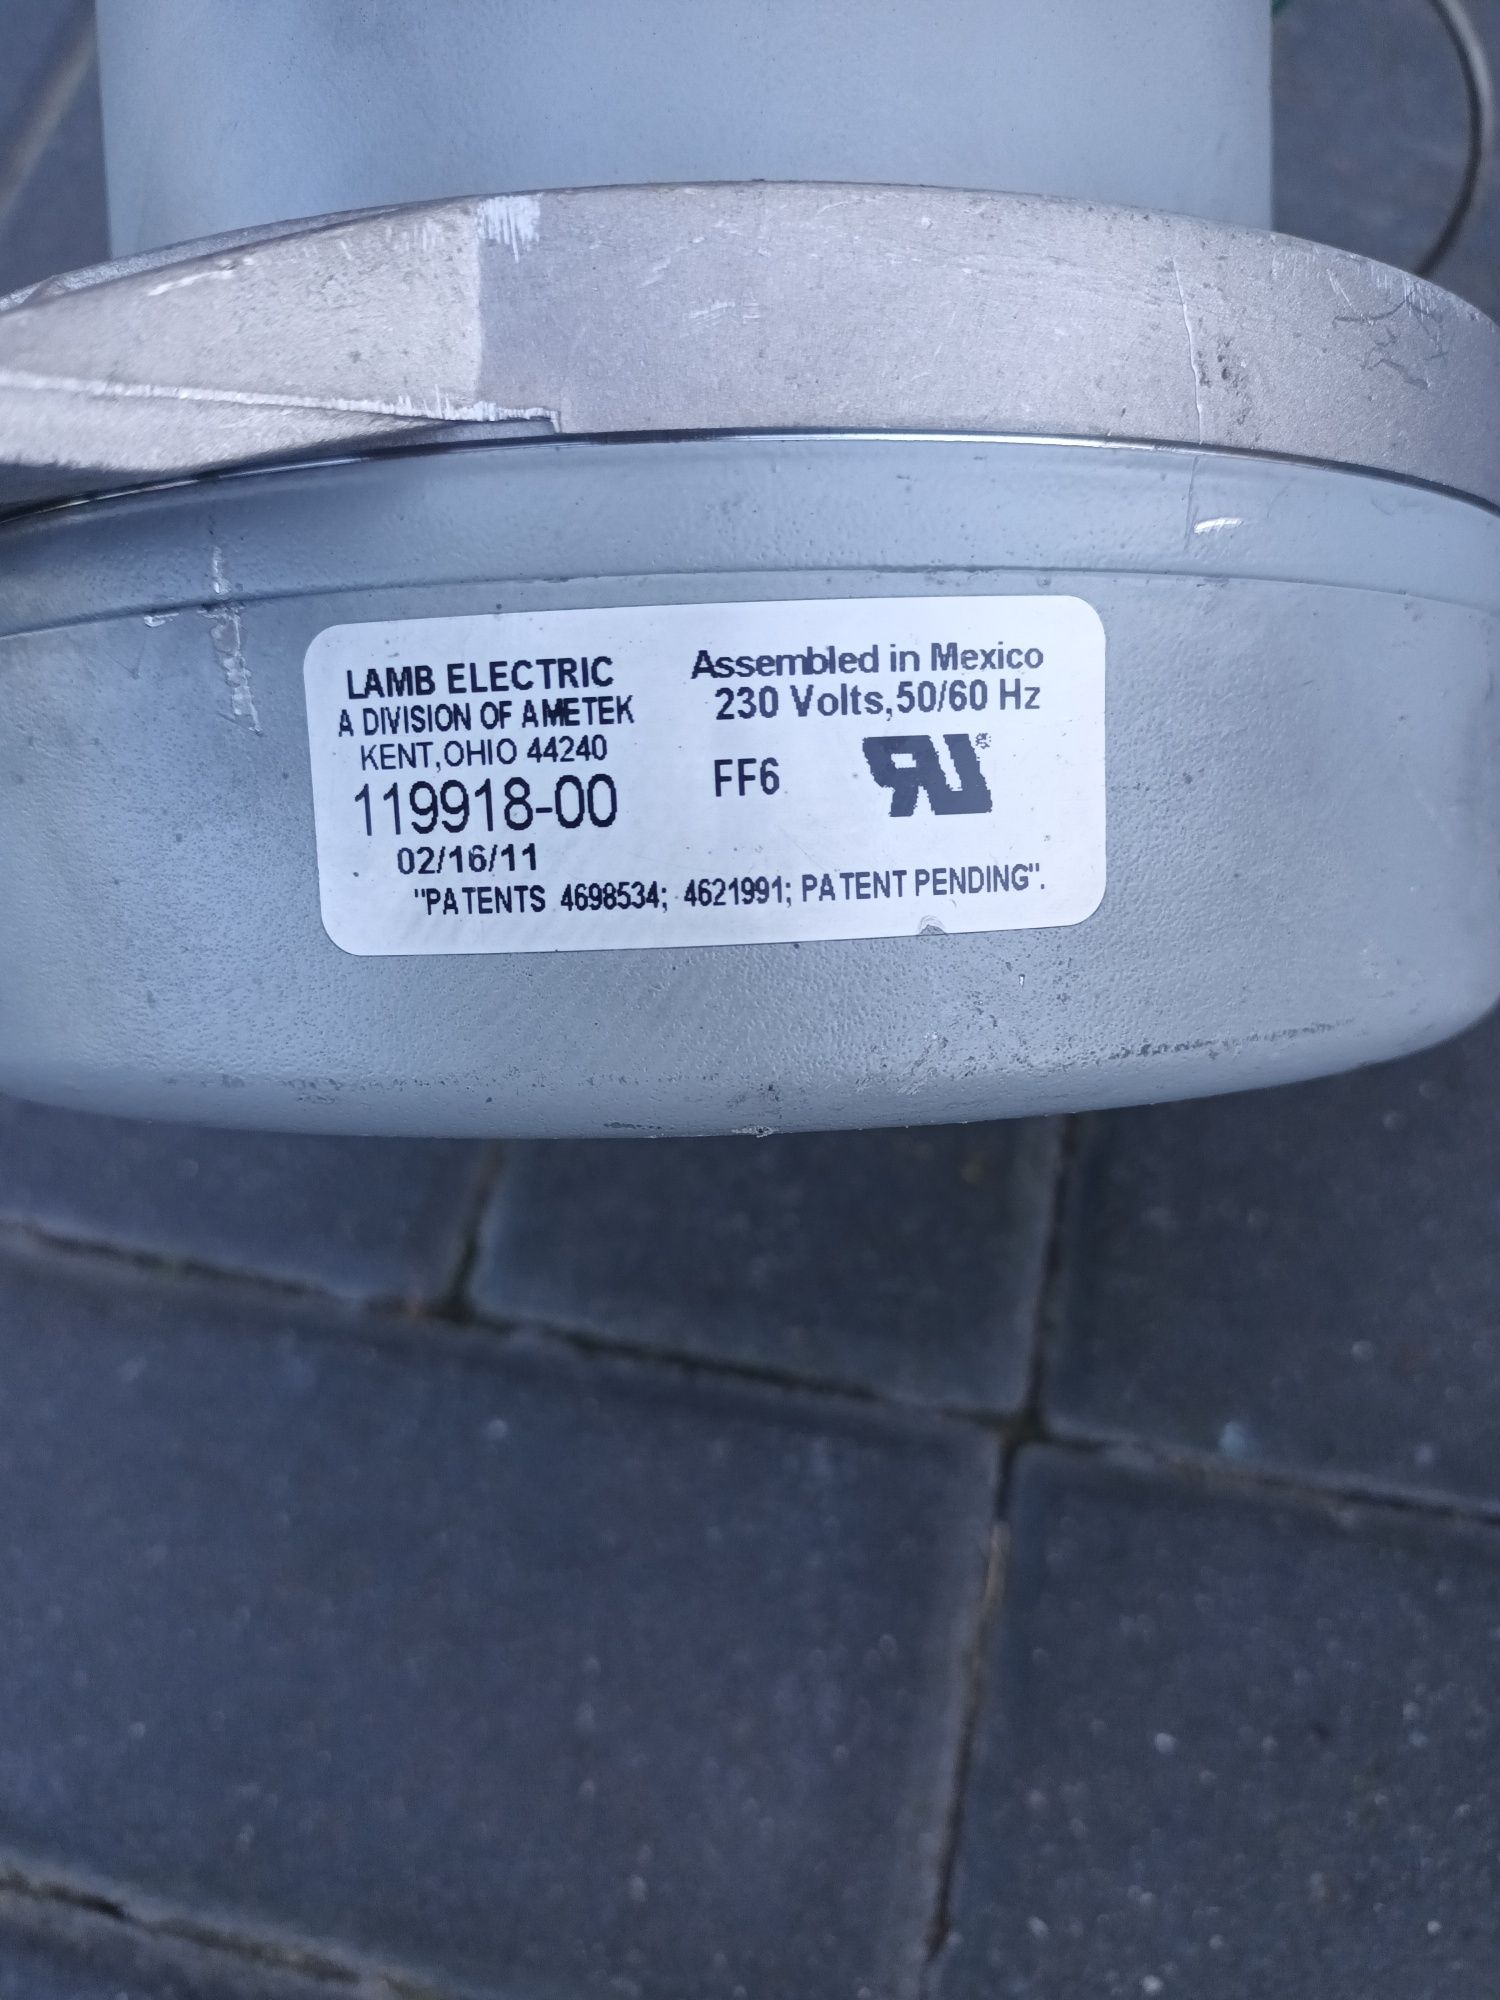 LAMB ELECTRIC
A DIVISION OF AMETEK
KENT, OHIO 44240
119918-00
02/16/11
Assembled in Mexico
230 Volts, 50/60 Hz
FF6
RU®
"PATENTS 4698534; 4621991; PATENT PENDING".